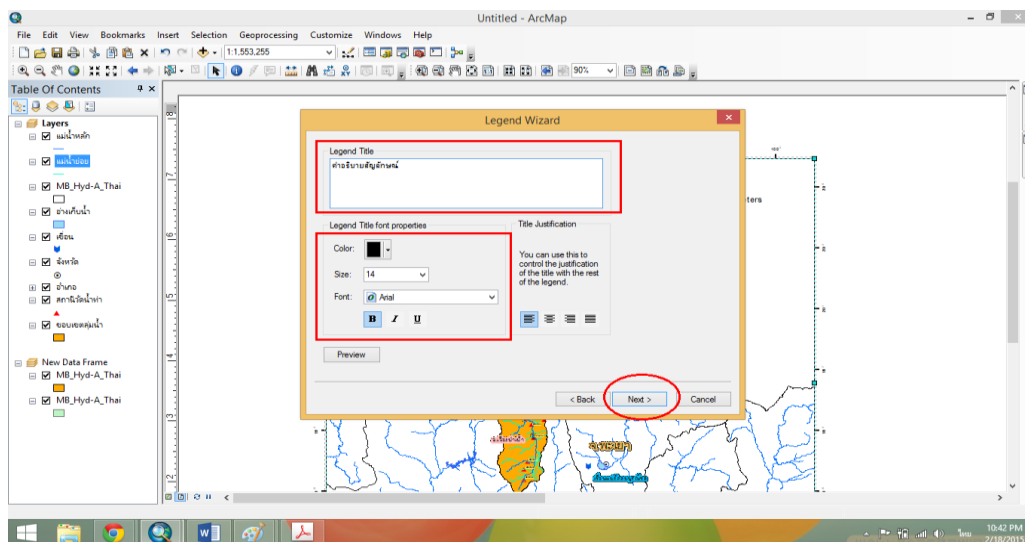 Untitled - ArcMap
File Edit View Bookmarks Insert Selection Geoprocessing Customize Windows Help
1:1,553,255
90%
Table Of Contents
Layers
แม่น้ำหลัก
แม่น้ำย่อย
MB_Hyd-A_Thai
อ่างเก็บน้ำ
เขื่อน
จังหวัด
อำเภอ
สถานีวัดน้ำท่า
ขอบเขตลุ่มน้ำ
New Data Frame
MB_Hyd-A_Thai
MB_Hyd-A_Thai
Legend Wizard
Legend Title
คำอธิบายสัญลักษณ์
Legend Title font properties
Color:
Size: 14
Font: Arial
B I U
Title Justification
You can use this to
control the justification
of the title with the rest
of the legend.
Preview
< Back Next > Cancel
ters
ไทย
10:42 PM
2/18/2015